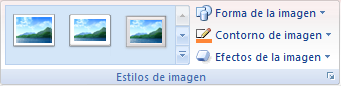 Forma de la imagen
Contorno de imagen
Efectos de la imagen
Estilos de imagen